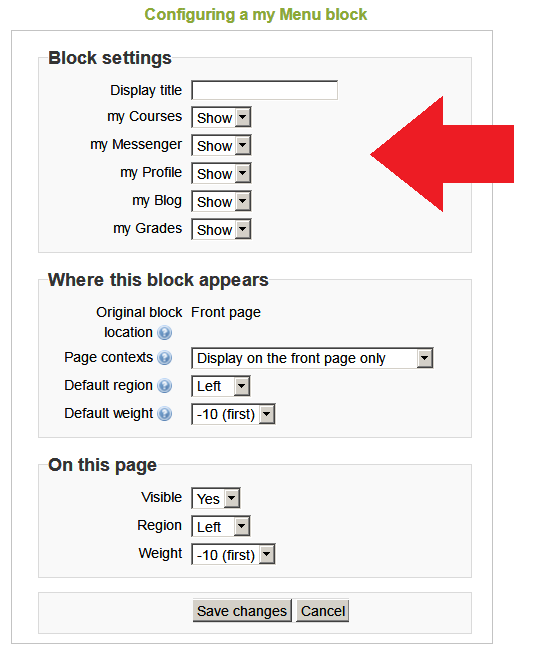 Configuring a my Menu block
Block settings
Display title
my Courses Show
my Messenger Show
my Profile Show
my Blog Show
my Grades Show
Where this block appears
Original block Front page
location
Page contexts Display on the front page only
Default region Left
Default weight -10 (first)
On this page
Visible Yes
Region Left
Weight -10 (first)
Save changes Cancel